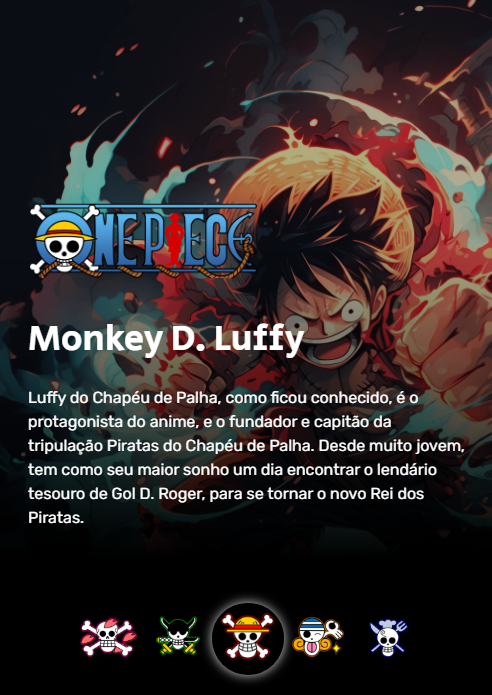 ONE PIECE
Monkey D. Luffy
Luffy do Chapéu de Palha, como ficou conhecido, é o
protagonista do anime, e o fundador e capitão da
tripulação Piratas do Chapéu de Palha. Desde muito jovem,
tem como seu maior sonho um dia encontrar o lendário
tesouro de Gol D. Roger, para se tornar o novo Rei dos
Piratas.